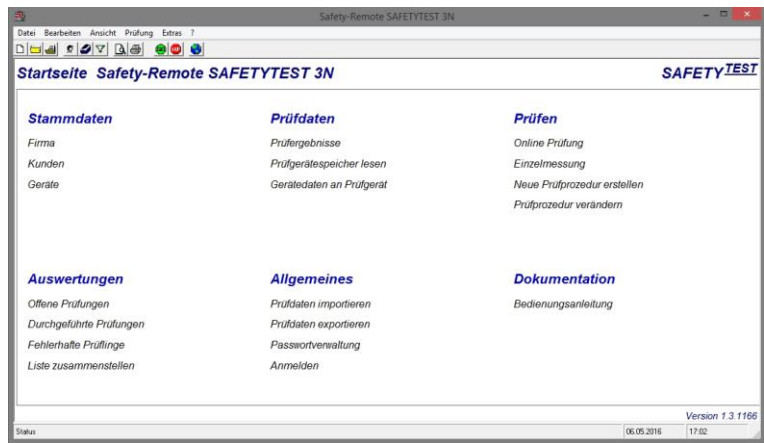 Safety-Remote SAFETYTEST 3N
Datei Bearbeiten Ansicht Prüfung Extras ?
Startseite Safety-Remote SAFETYTEST 3N
SAFETYTEST
Stammdaten
Firma
Kunden
Geräte
Prüfdaten
Prüfergebnisse
Prüfgerätespeicher lesen
Gerätedaten an Prüfgerät
Prüfen
Online Prüfung
Einzelmessung
Neue Prüfprozedur erstellen
Prüfprozedur verändern
Auswertungen
Offene Prüfungen
Durchgeführte Prüfungen
Fehlerhafte Prüflinge
Liste zusammenstellen
Allgemeines
Prüfdaten importieren
Prüfdaten exportieren
Passwortverwaltung
Anmelden
Dokumentation
Bedienungsanleitung
Version 1.3.1166
Status
06.05.2016
17:02